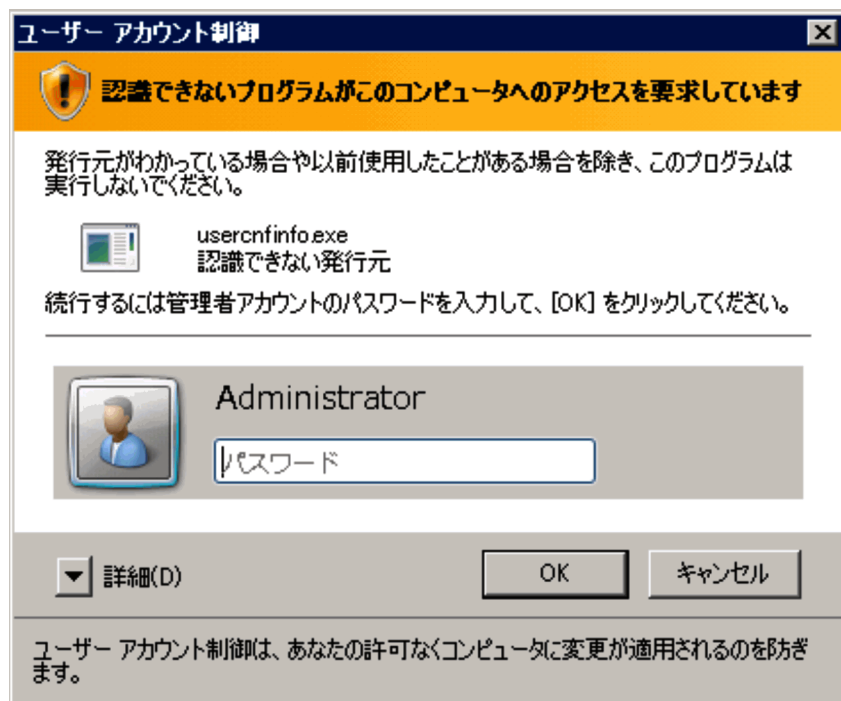 ユーザー アカウント制御
認識できないプログラムがこのコンピュータへのアクセスを要求しています
発行元がわかっている場合や以前使用したことがある場合を除き、このプログラムは
実行しないでください。
usercnfinfo.exe
認識できない発行元
続行するには管理者アカウントのパスワードを入力して、[OK] をクリックしてください。
Administrator
パスワード
詳細(D)
OK
キャンセル
ユーザー アカウント制御は、あなたの許可なくコンピュータに変更が適用されるのを防ぎ
ます。